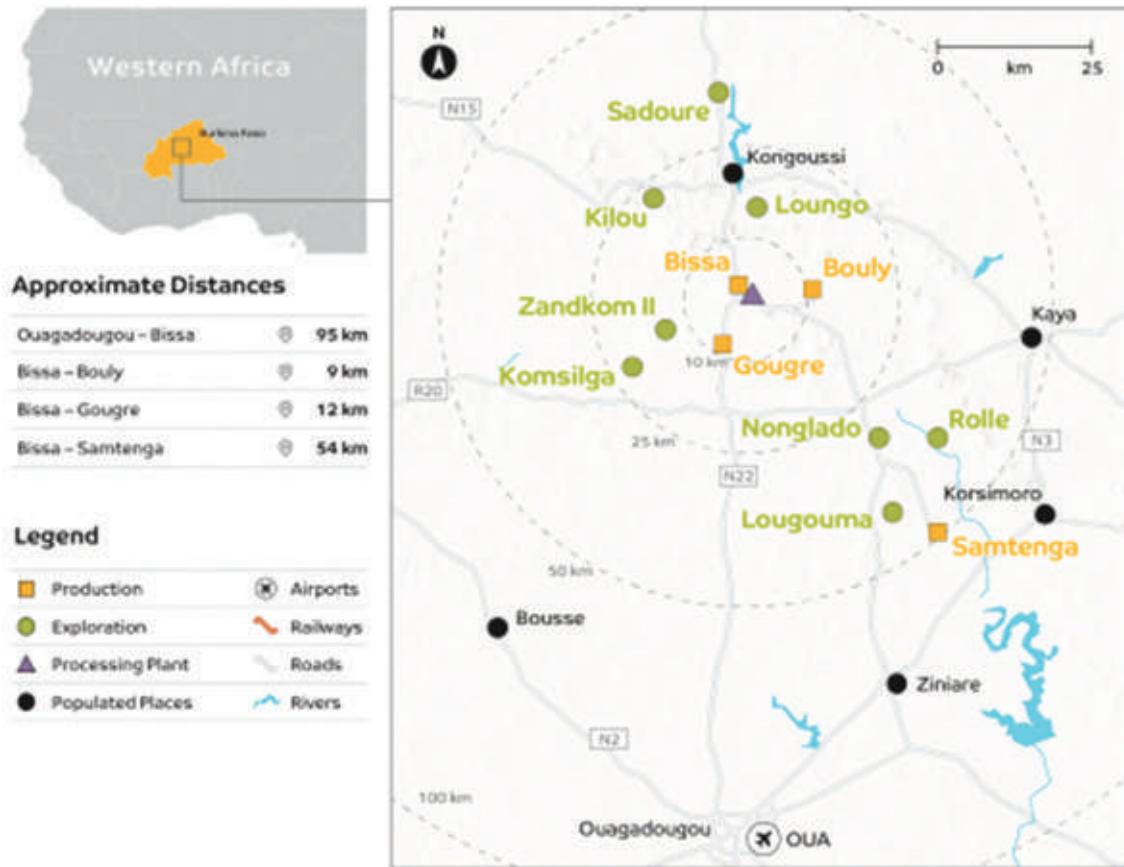 Western Africa
Burkina Faso
Approximate Distances
Ouagadougou – Bissa 95 km
Bissa – Bouly 9 km
Bissa – Gougre 12 km
Bissa – Samtenga 54 km
Legend
Production Airports
Exploration Railways
Processing Plant Roads
Populated Places Rivers
N
0 km 25
N15
Sadoure
Kongoussi
Kilou
Loungo
Bissa
Bouly
Zandkom II
Kaya
10 km
Gougre
Komsilga
R20
25 km
Nonglado
Rolle
N3
N22
Korsimoro
Lougouma
Samtenga
50 km
Bousse
Ziniare
N2
100 km
Ouagadougou
OUA